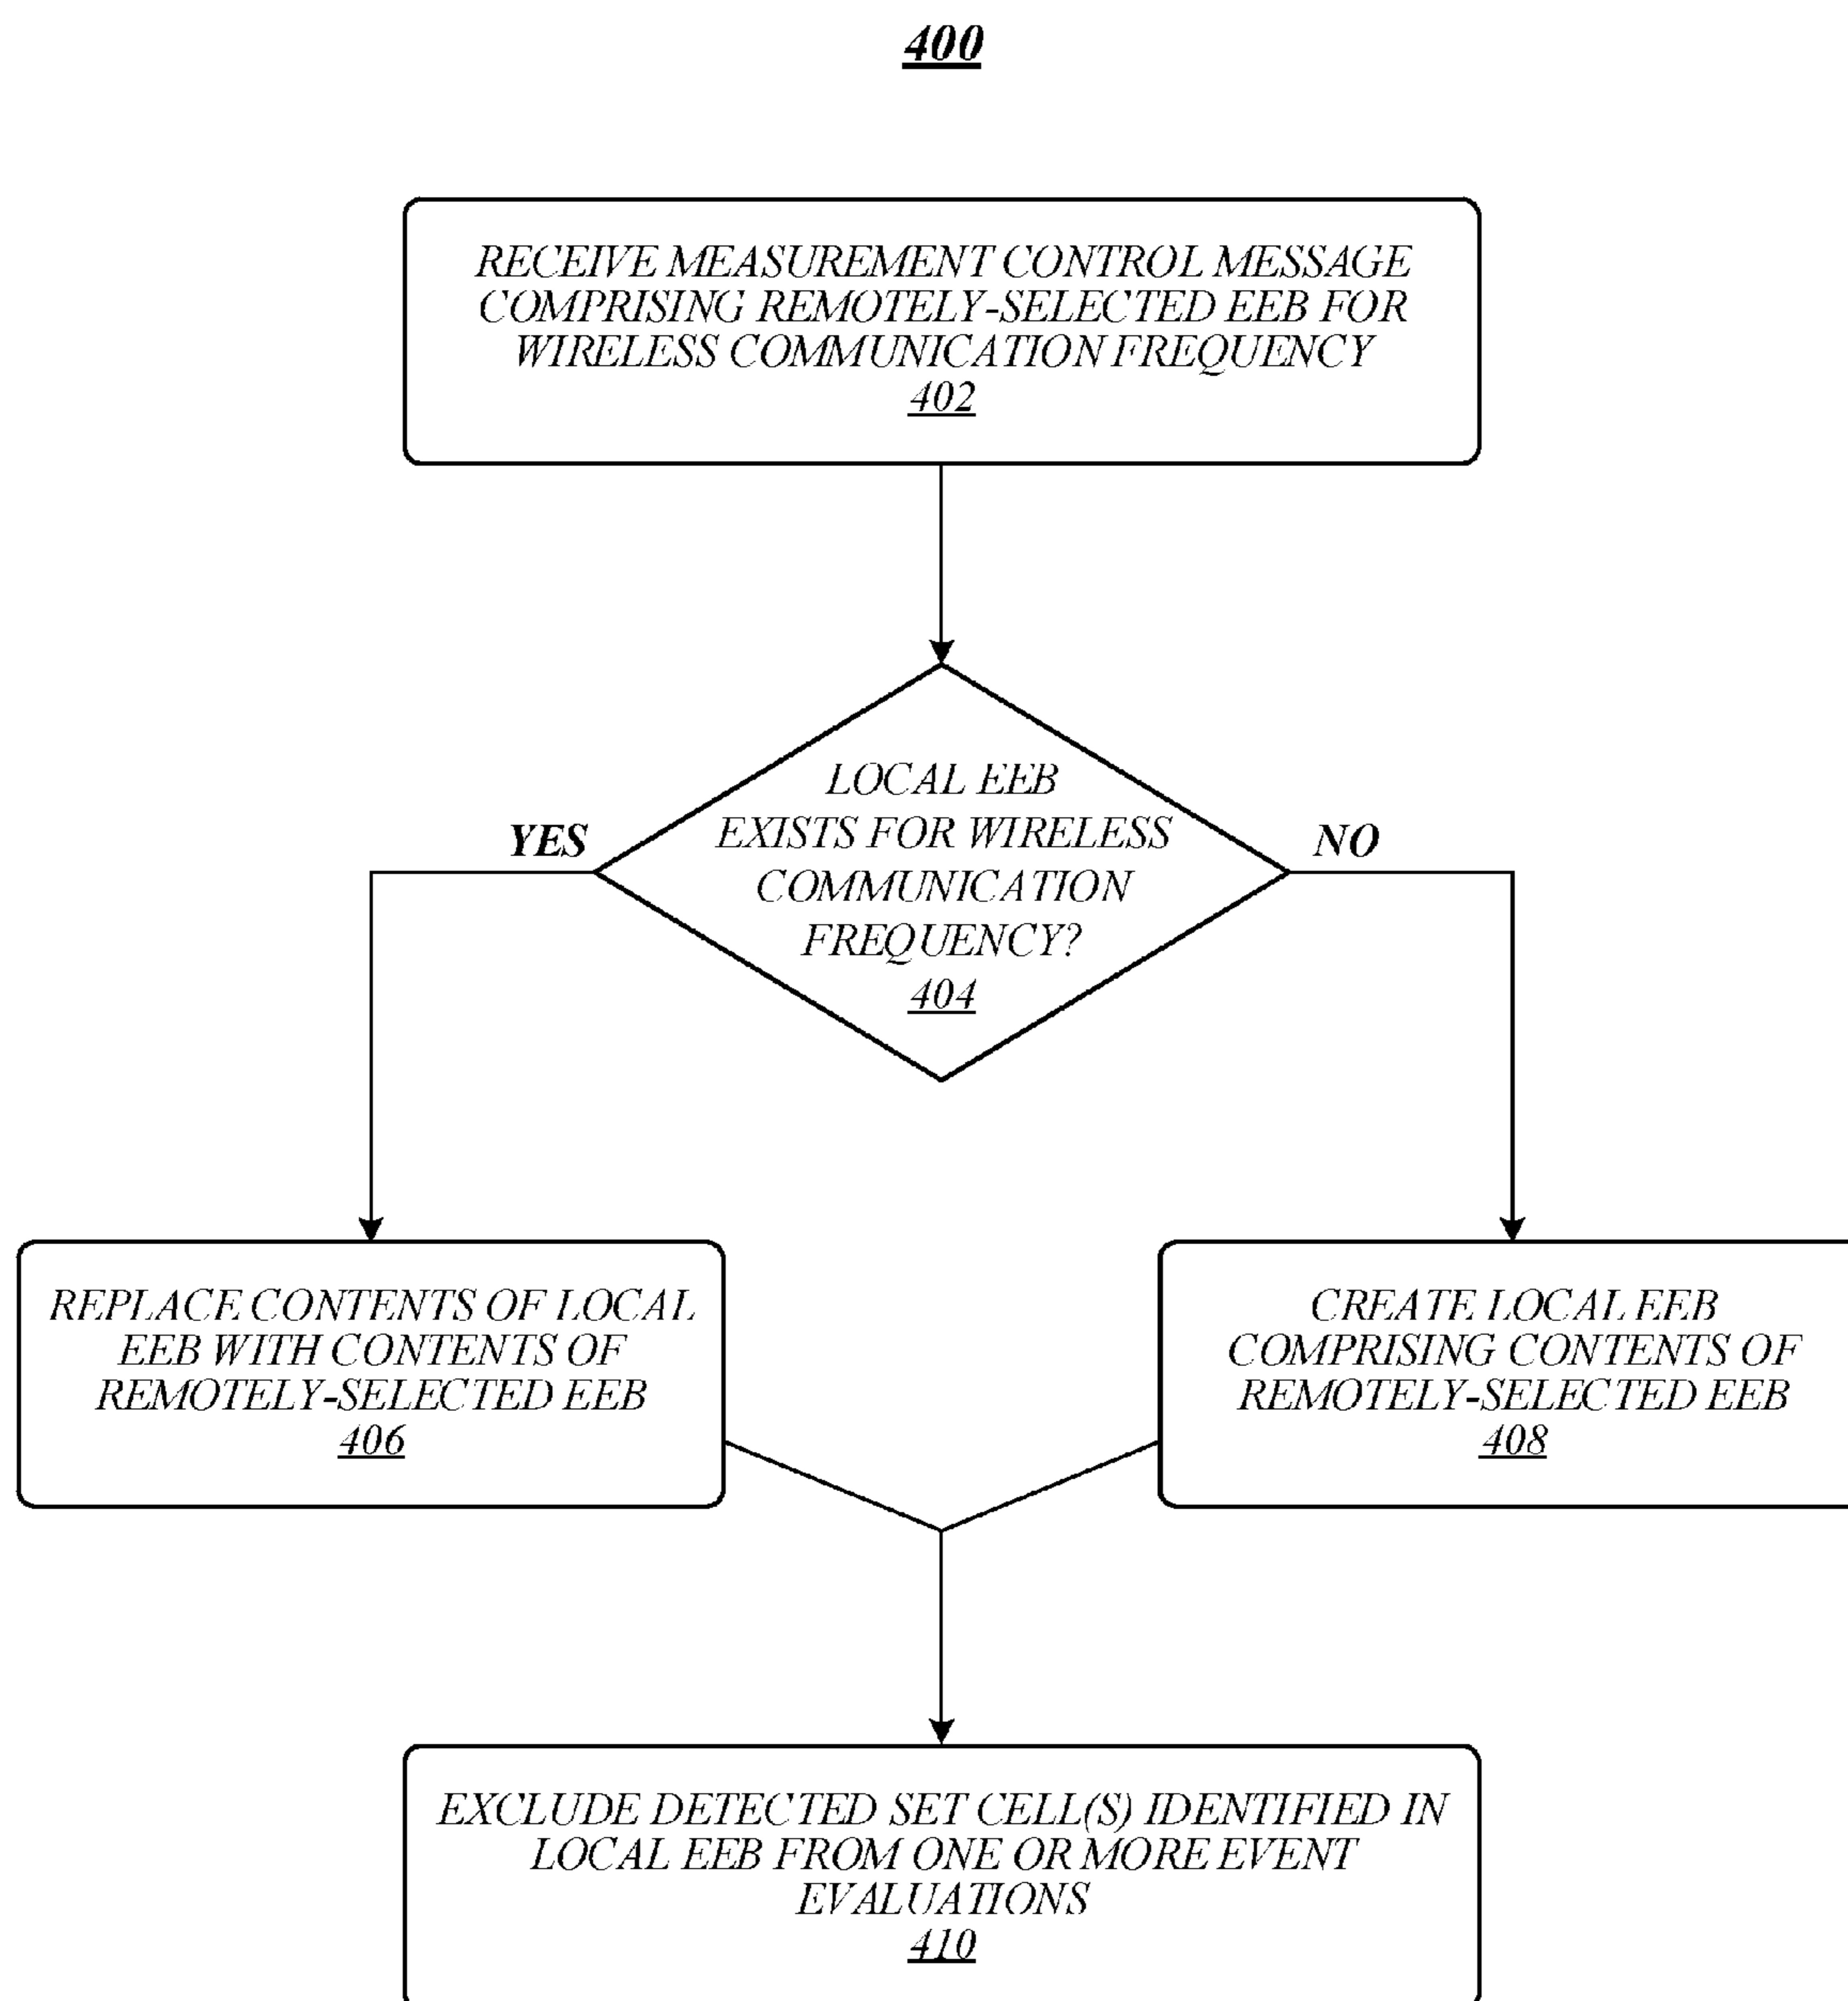 400
RECEIVE MEASUREMENT CONTROL MESSAGE
COMPRISING REMOTELY-SELECTED EEB FOR
WIRELESS COMMUNICATION FREQUENCY
402
LOCAL EEB
EXISTS FOR WIRELESS
COMMUNICATION
FREQUENCY?
404
YES
NO
REPLACE CONTENTS OF LOCAL
EEB WITH CONTENTS OF
REMOTELY-SELECTED EEB
406
CREATE LOCAL EEB
COMPRISING CONTENTS OF
REMOTELY-SELECTED EEB
408
EXCLUDE DETECTED SET CELL(S) IDENTIFIED IN
LOCAL EEB FROM ONE OR MORE EVENT
EVALUATIONS
410